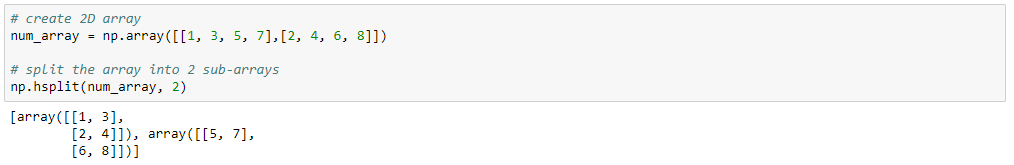 # create 2D array
num_array = np.array([[1, 3, 5, 7],[2, 4, 6, 8]])
# split the array into 2 sub-arrays
np.hsplit(num_array, 2)
[array([[1, 3],
[2, 4]]), array([[5, 7],
[6, 8]])]